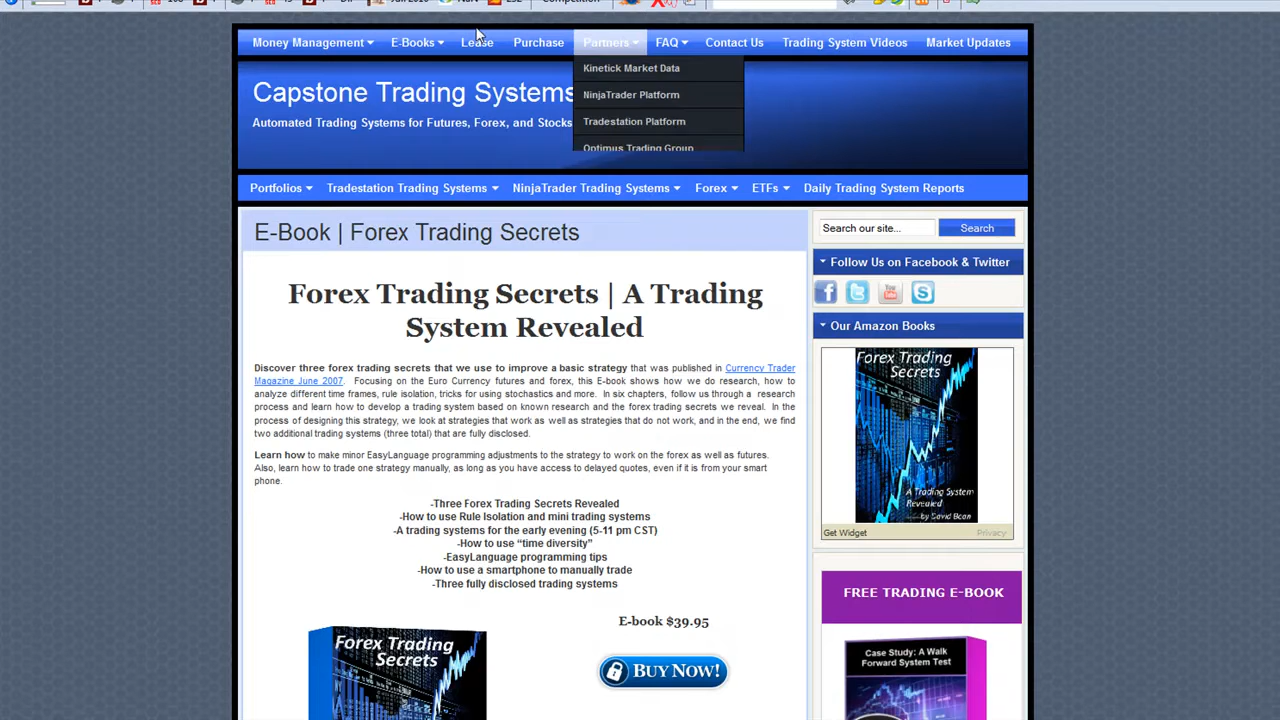 Money Management E-Books Lease Purchase Partners FAQ Contact Us Trading System Videos Market Updates
Kinetick Market Data
NinjaTrader Platform
Tradestation Platform
Optimus Trading Group
Capstone Trading Systems
Automated Trading Systems for Futures, Forex, and Stocks
Portfolios Tradestation Trading Systems NinjaTrader Trading Systems Forex ETFs Daily Trading System Reports
E-Book | Forex Trading Secrets
Forex Trading Secrets | A Trading
System Revealed
Discover three forex trading secrets that we use to improve a basic strategy that was published in Currency Trader
Magazine June 2007. Focusing on the Euro Currency futures and forex, this E-book shows how we do research, how to
analyze different time frames, rule isolation, tricks for using stochastics and more. In six chapters, follow us through a research
process and learn how to develop a trading system based on known research and the forex trading secrets we reveal. In the
process of designing this strategy, we look at strategies that work as well as strategies that do not work, and in the end, we find
two additional trading systems (three total) that are fully disclosed.
Learn how to make minor EasyLanguage programming adjustments to the strategy to work on the forex as well as futures.
Also, learn how to trade one strategy manually, as long as you have access to delayed quotes, even if it is from your smart
phone.
-Three Forex Trading Secrets Revealed
-How to use Rule Isolation and mini trading systems
-A trading systems for the early evening (5-11 pm CST)
-How to use “time diversity”
-EasyLanguage programming tips
-How to use a smartphone to manually trade
-Three fully disclosed trading systems
E-book $39.95
BUY NOW!
Forex Trading
Secrets
Search our site...
Search
Follow Us on Facebook & Twitter
Our Amazon Books
Forex Trading
Secrets
A Trading System
Revealed
by David Bean
Get Widget Privacy
FREE TRADING E-BOOK
Case Study: A Walk
Forward System Test